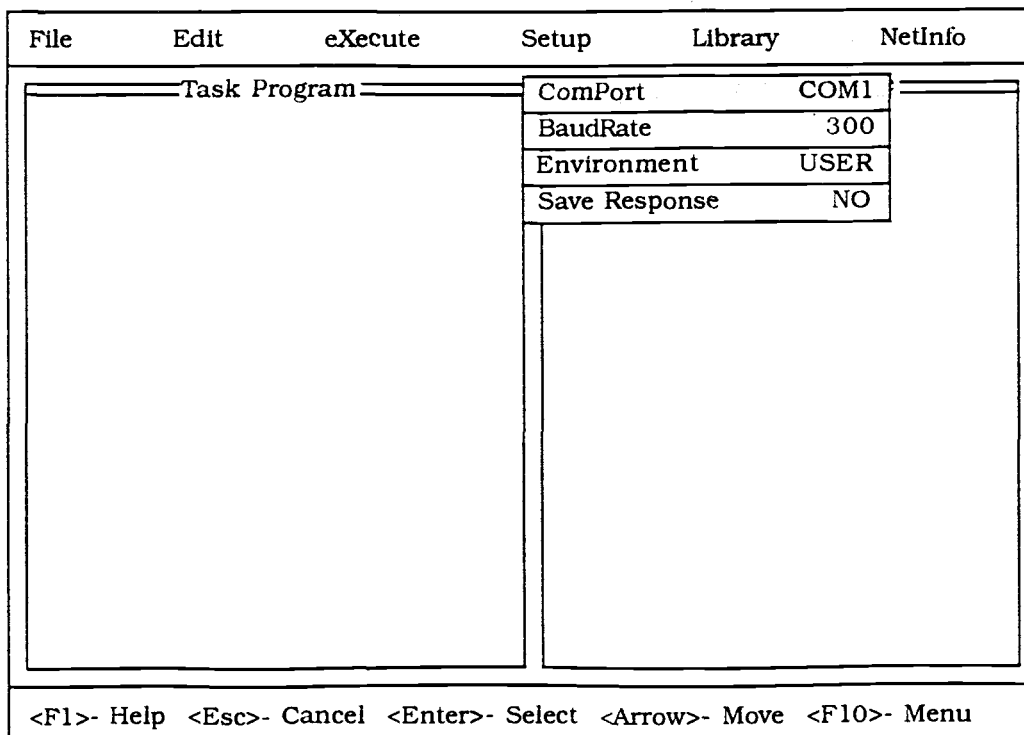 File Edit eXecute Setup Library NetInfo
Task Program
ComPort COM1
BaudRate 300
Environment USER
Save Response NO
<F1>- Help <Esc>- Cancel <Enter>- Select <Arrow>- Move <F10>- Menu